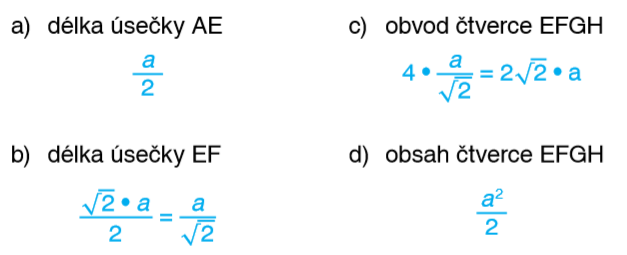 a) délka úsečky AE
a/2
b) délka úsečky EF
√2 • a/2 = a/√2
c) obvod čtverce EFGH
4 • a/√2 = 2√2 • a
d) obsah čtverce EFGH
a²/2